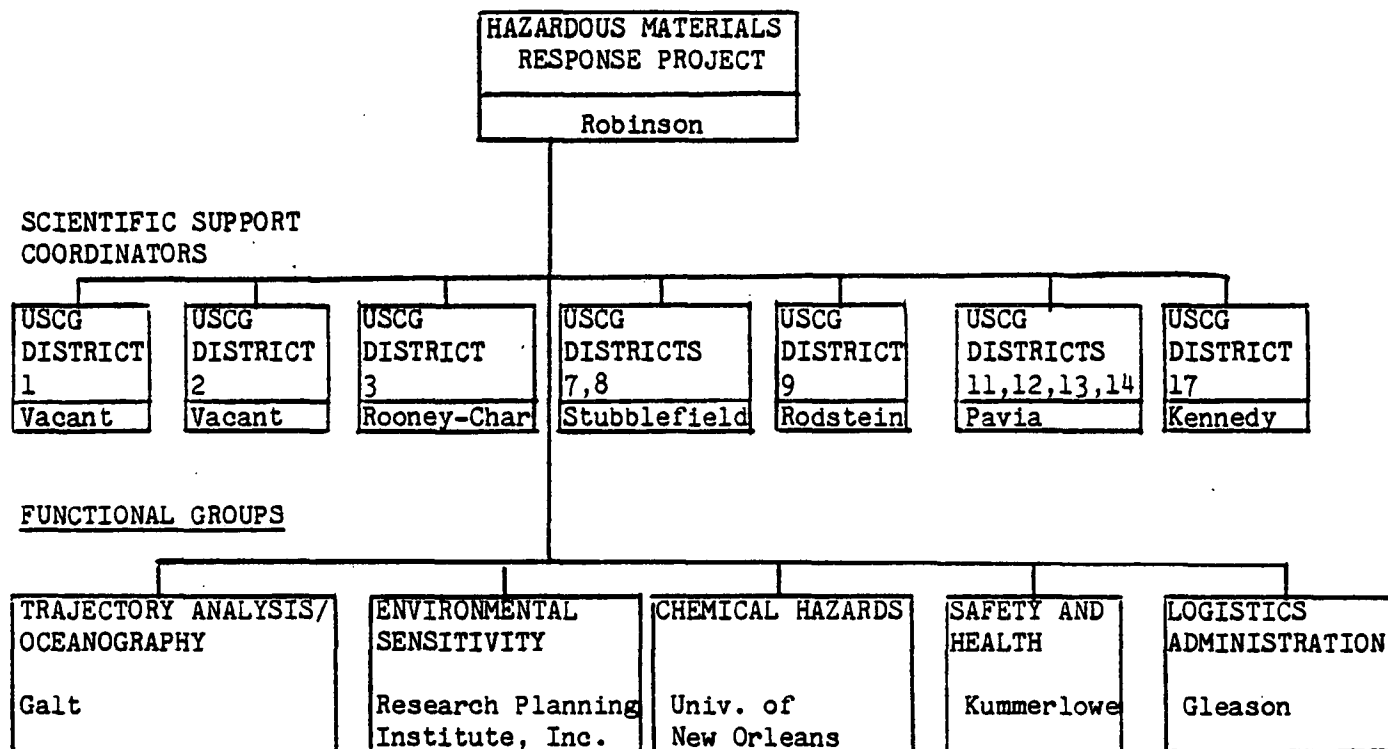 HAZARDOUS MATERIALS
RESPONSE PROJECT
Robinson
SCIENTIFIC SUPPORT
COORDINATORS
USCG
DISTRICT
1
Vacant
USCG
DISTRICT
2
Vacant
USCG
DISTRICT
3
Rooney-Char
USCG
DISTRICTS
7,8
Stubblefield
USCG
DISTRICT
9
Rodstein
USCG
DISTRICTS
11,12,13,14
Pavia
USCG
DISTRICT
17
Kennedy
FUNCTIONAL GROUPS
TRAJECTORY ANALYSIS/
OCEANOGRAPHY
Galt
ENVIRONMENTAL
SENSITIVITY
Research Planning
Institute, Inc.
CHEMICAL HAZARDS
Univ. of
New Orleans
SAFETY AND
HEALTH
Kummerlowe
LOGISTICS
ADMINISTRATION
Gleason